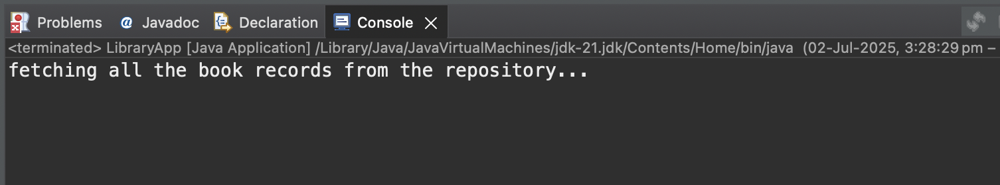 Problems @ Javadoc Declaration Console
<terminated> LibraryApp [Java Application] /Library/Java/JavaVirtualMachines/jdk-21.jdk/Contents/Home/bin/java (02-Jul-2025, 3:28:29 pm –
fetching all the book records from the repository...